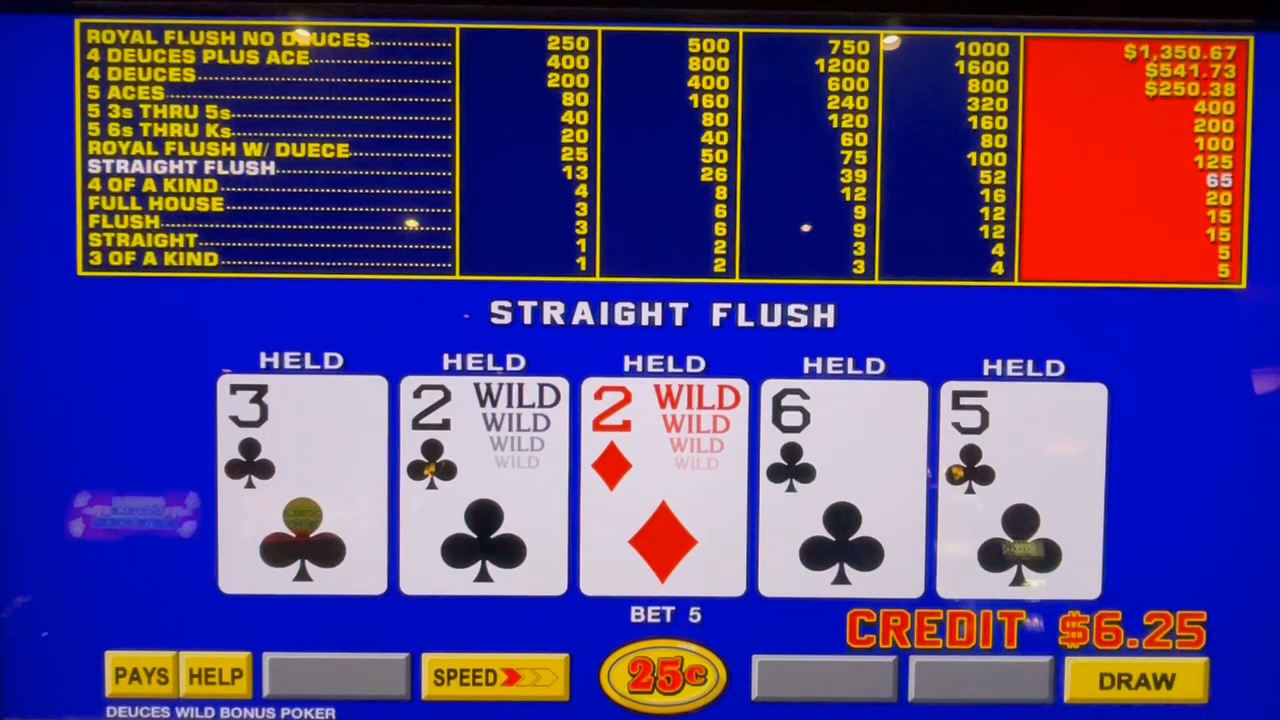 ROYAL FLUSH NO DEUCES 250 500 750 1000 $1,350.67
4 DEUCES PLUS ACE 400 800 1200 1600 $541.73
4 DEUCES 200 400 600 800 $250.38
5 ACES 80 160 240 320 400
5 3s THRU 5s 40 80 120 160 200
5 6s THRU Ks 20 40 60 80 100
ROYAL FLUSH W/ DUECE 25 50 75 100 125
STRAIGHT FLUSH 13 26 39 52 65
4 OF A KIND 4 8 12 16 20
FULL HOUSE 3 6 9 12 15
FLUSH 3 6 9 12 15
STRAIGHT 1 2 3 4 5
3 OF A KIND 1 2 3 4 5
STRAIGHT FLUSH
HELD HELD HELD HELD HELD
3 2 WILD 2 WILD 6 5
WILD WILD
WILD WILD
WILD WILD
BET 5
CREDIT $6.25
PAYS HELP SPEED 25¢ DRAW
DEUCES WILD BONUS POKER